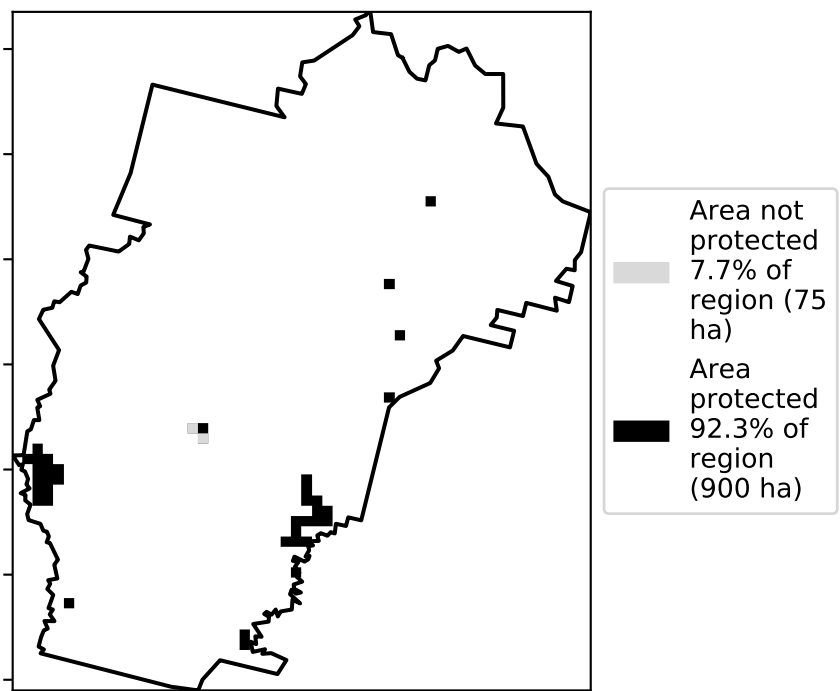 Area not
protected
7.7% of
region (75
ha)
Area
protected
92.3% of
region
(900 ha)